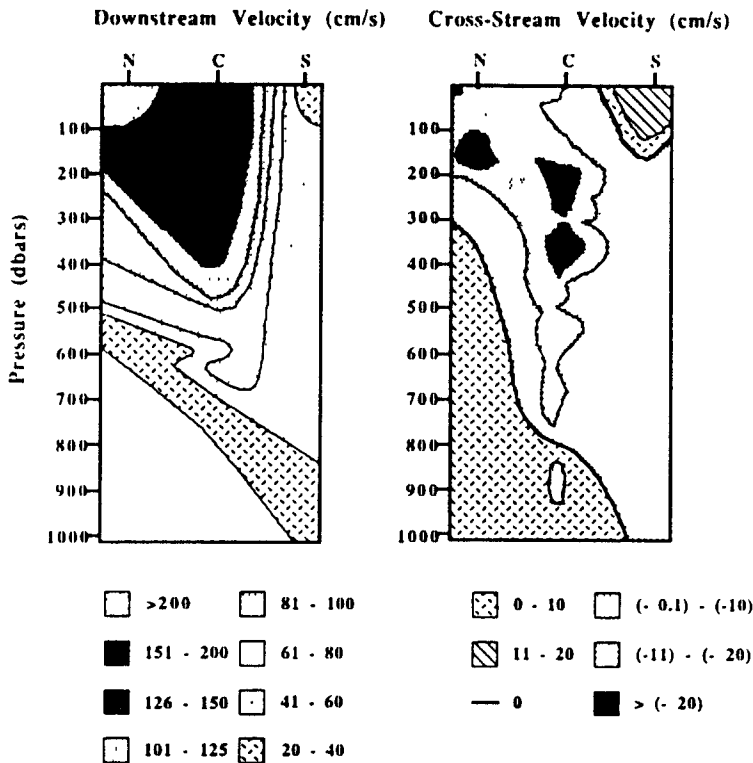 Downstream Velocity (cm/s) Cross-Stream Velocity (cm/s)
N C S N C S
100 100
200 200
300 300
400 400
500 500
600 600
700 700
800 800
900 900
1000 1000
Pressure (dbars)
>200 81 - 100 0 - 10 (- 0.1) - (-10)
151 - 200 61 - 80 11 - 20 (-11) - (- 20)
126 - 150 41 - 60 0 > (- 20)
101 - 125 20 - 40